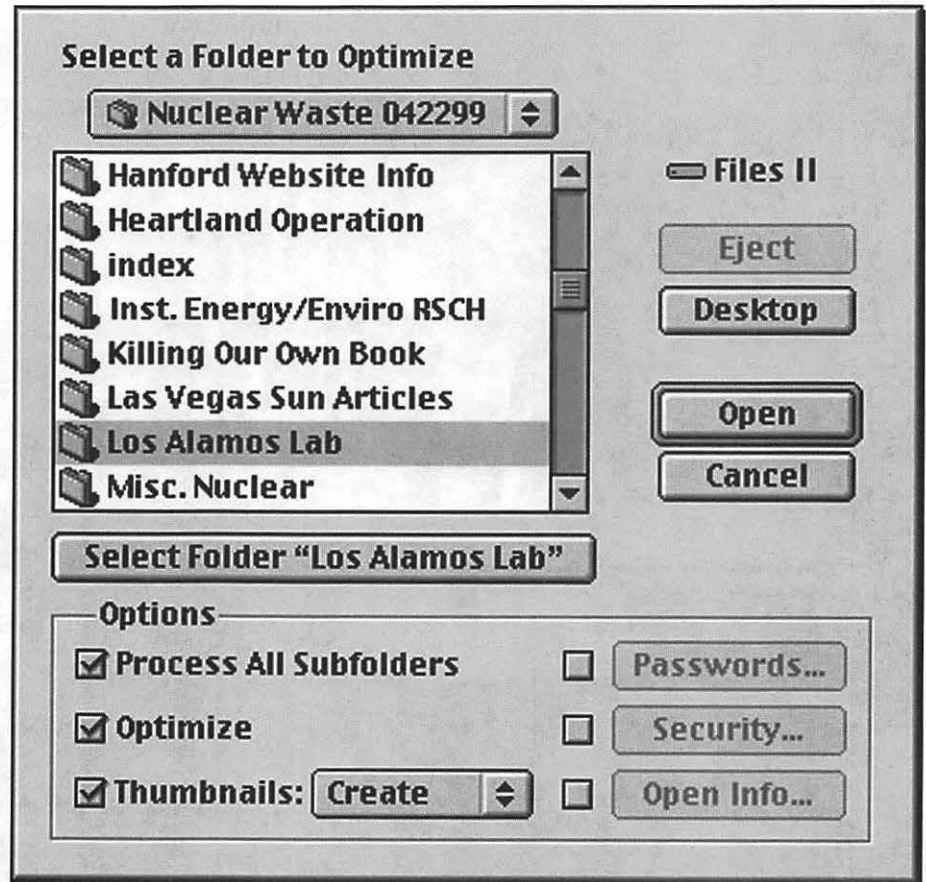 Select a Folder to Optimize
Nuclear Waste 042299
Hanford Website Info
Heartland Operation
index
Inst. Energy/Enviro RSCH
Killing Our Own Book
Las Vegas Sun Articles
Los Alamos Lab
Misc. Nuclear
Files II
Eject
Desktop
Open
Cancel
Select Folder “Los Alamos Lab”
Options
Process All Subfolders
Passwords...
Optimize
Security...
Thumbnails: Create
Open Info...